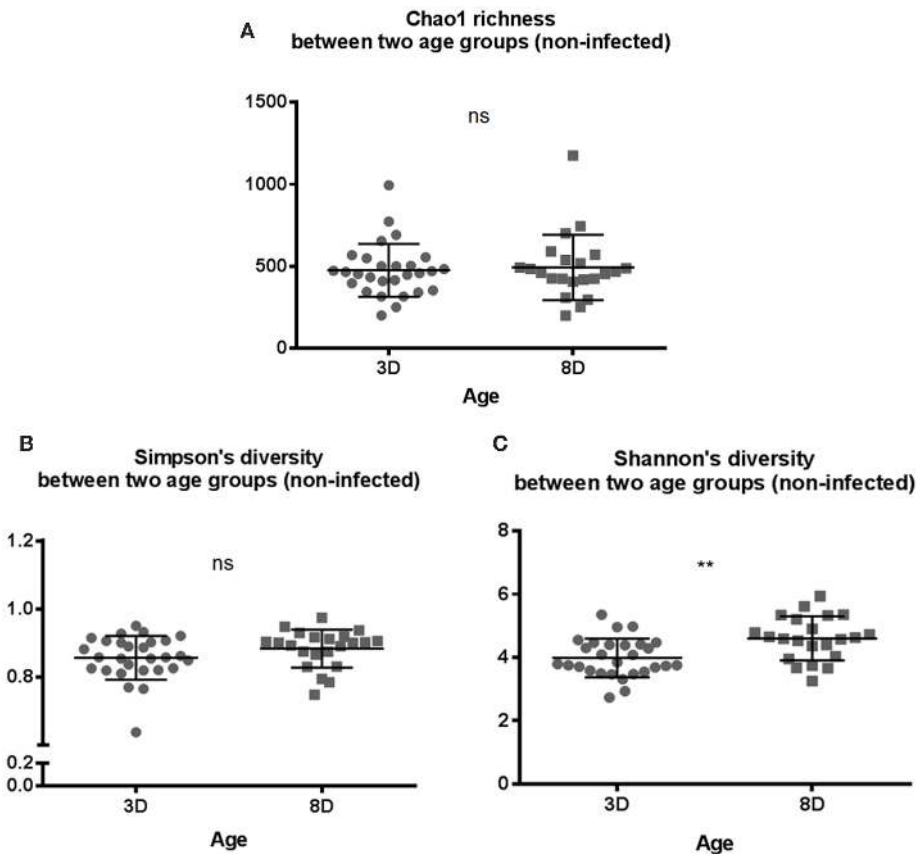 A
Chao1 richness
between two age groups (non-infected)
1500
ns
1000
500
0
3D
8D
Age
B
Simpson's diversity
between two age groups (non-infected)
1.2
ns
1.0
0.8
0.2
0.0
3D
8D
Age
C
Shannon's diversity
between two age groups (non-infected)
8
**
6
4
2
0
3D
8D
Age